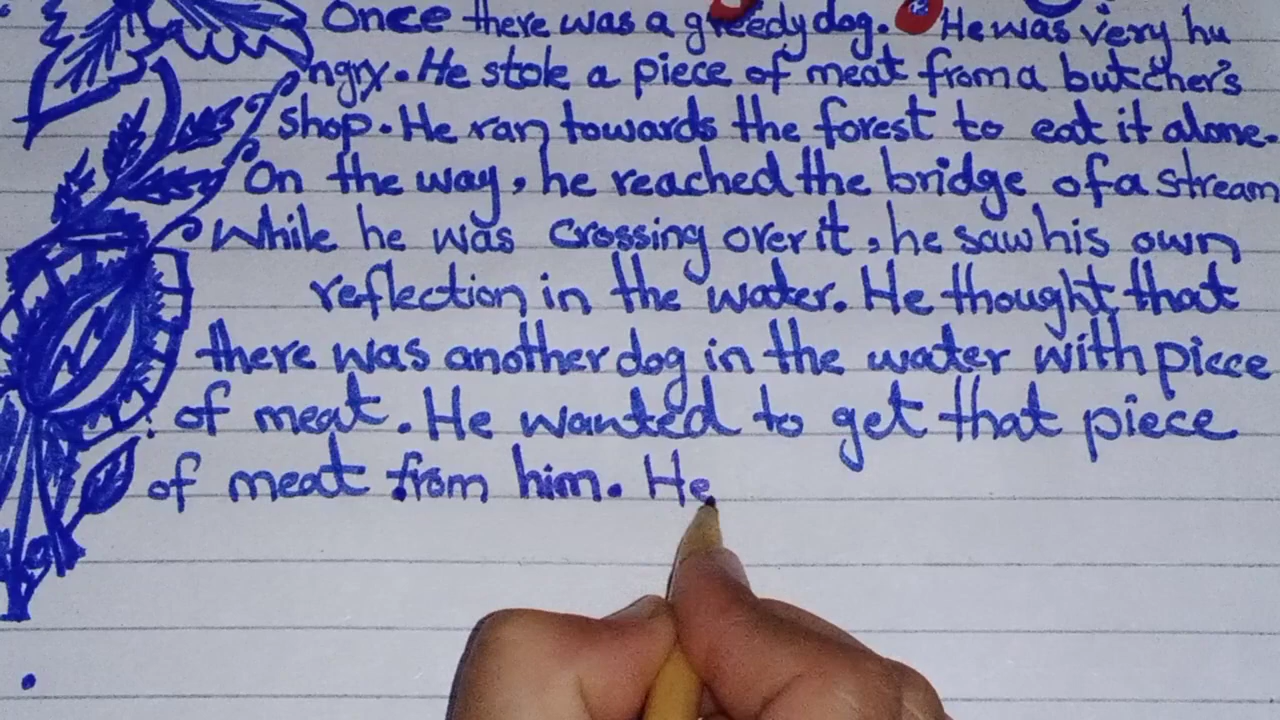 Once there was a greedy dog. He was very hu
ngry. He stole a piece of meat from a butcher's
shop. He ran towards the forest to eat it alone.
On the way, he reached the bridge of a stream
While he was crossing over it, he saw his own
reflection in the water. He thought that
there was another dog in the water with piece
of meat. He wanted to get that piece
of meat from him. He